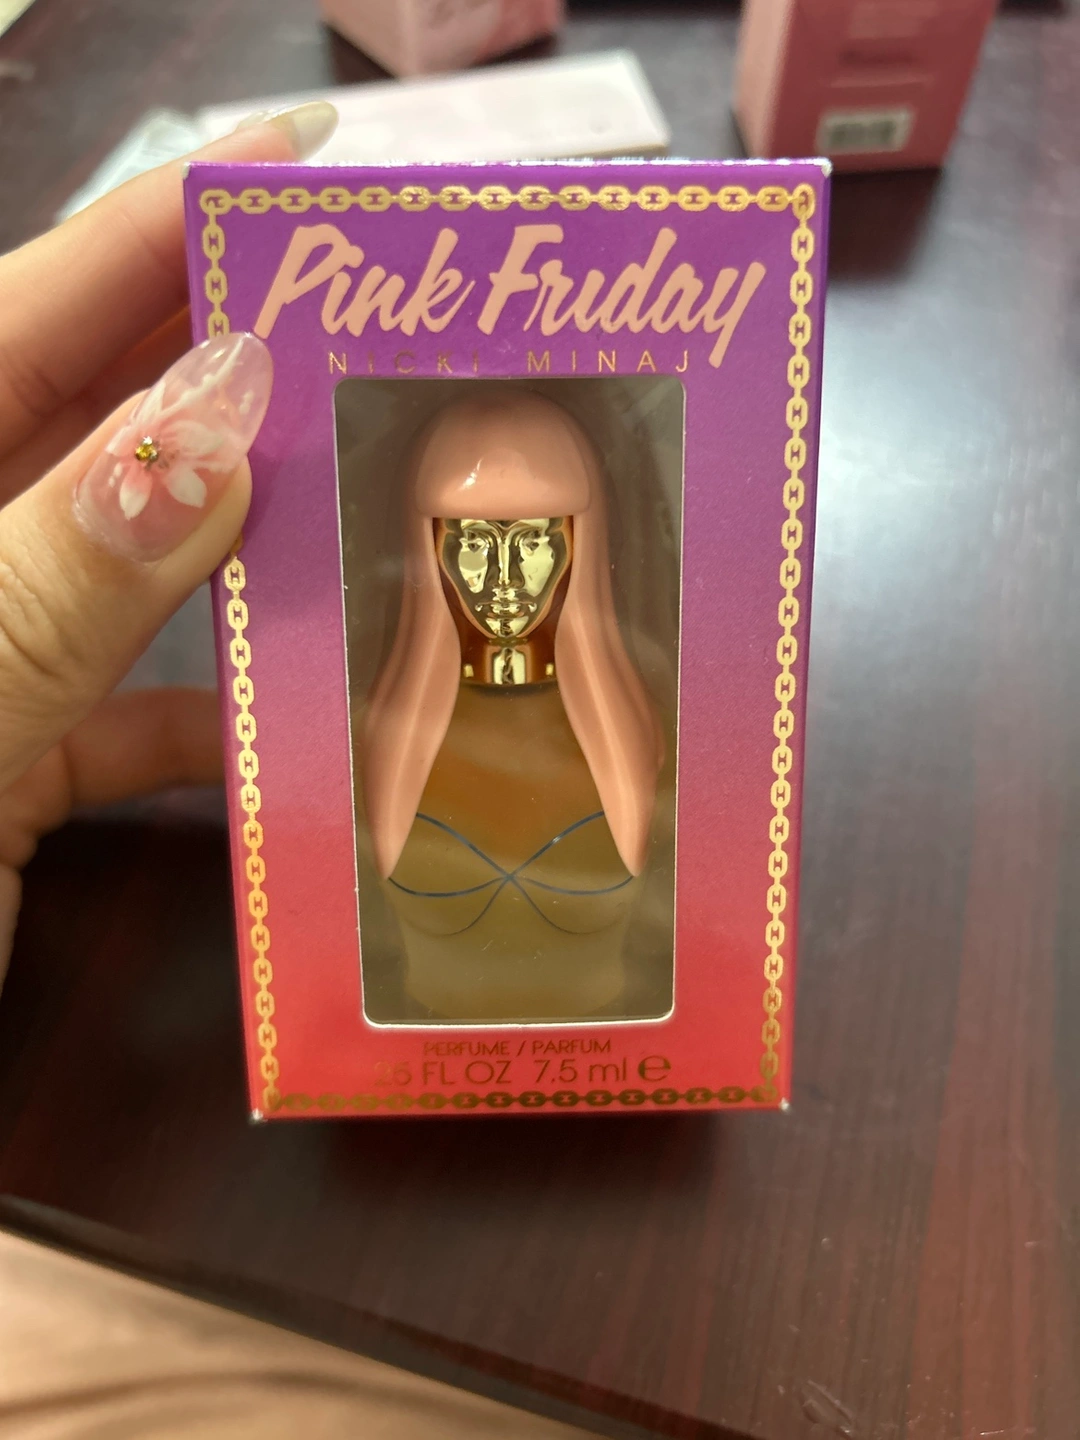 Pink Friday
NICKI MINAJ
PERFUME / PARFUM
.25 FL OZ 7.5 ml e